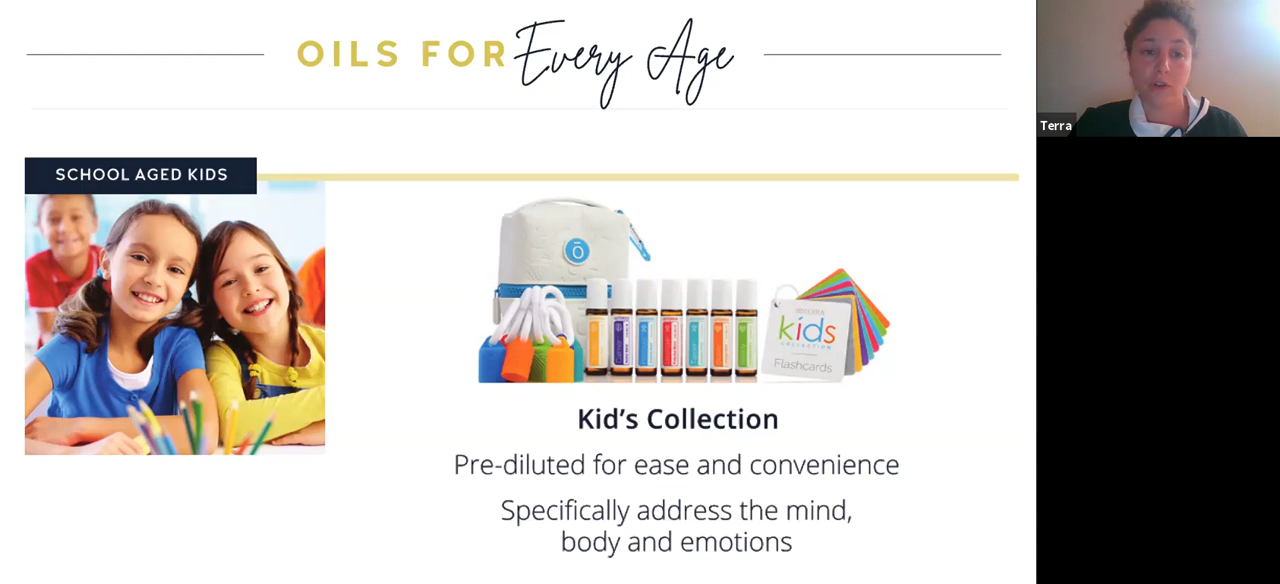 OILS FOR Every Age
Terra
SCHOOL AGED KIDS
ō
kids
COLLECTION
Flashcards
Kid's Collection
Pre-diluted for ease and convenience
Specifically address the mind,
body and emotions